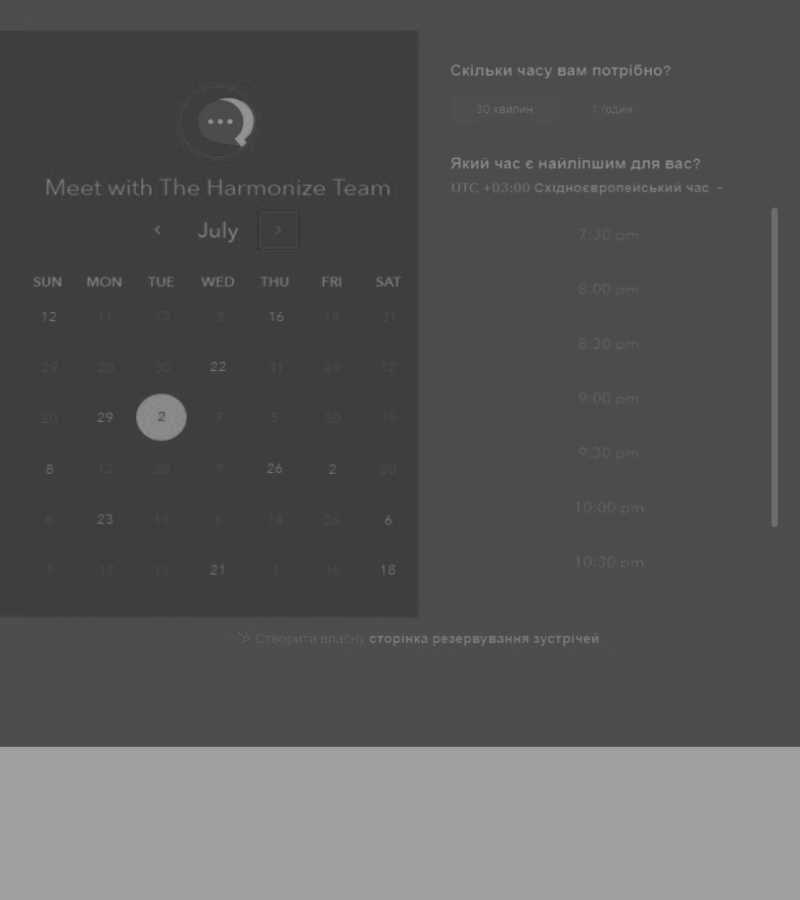 Meet with The Harmonize Team
July
SUN MON TUE WED THU FRI SAT
12 11 13 3 16 14 31
29 20 30 22 31 29 12
20 29 2 7 5 30 16
8 12 28 9 26 2 20
23 11 14 26 6
7 17 11 21 1 18
Скільки часу вам потрібно?
30 хвилин 1 годин
Який час є найліпшим для вас?
UTC +03:00 Східноєвропейський час
7:30 pm
8:00 pm
8:30 pm
9:00 pm
9:30 pm
10:00 pm
10:30 pm
Створити власну сторінка резервування зустрічей